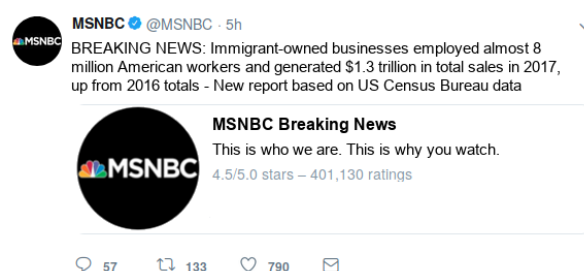 MSNBC @MSNBC · 5h
MSNBC
BREAKING NEWS: Immigrant-owned businesses employed almost 8
million American workers and generated $1.3 trillion in total sales in 2017,
up from 2016 totals - New report based on US Census Bureau data
MSNBC
MSNBC Breaking News
This is who we are. This is why you watch.
4.5/5.0 stars – 401,130 ratings
57 133 790